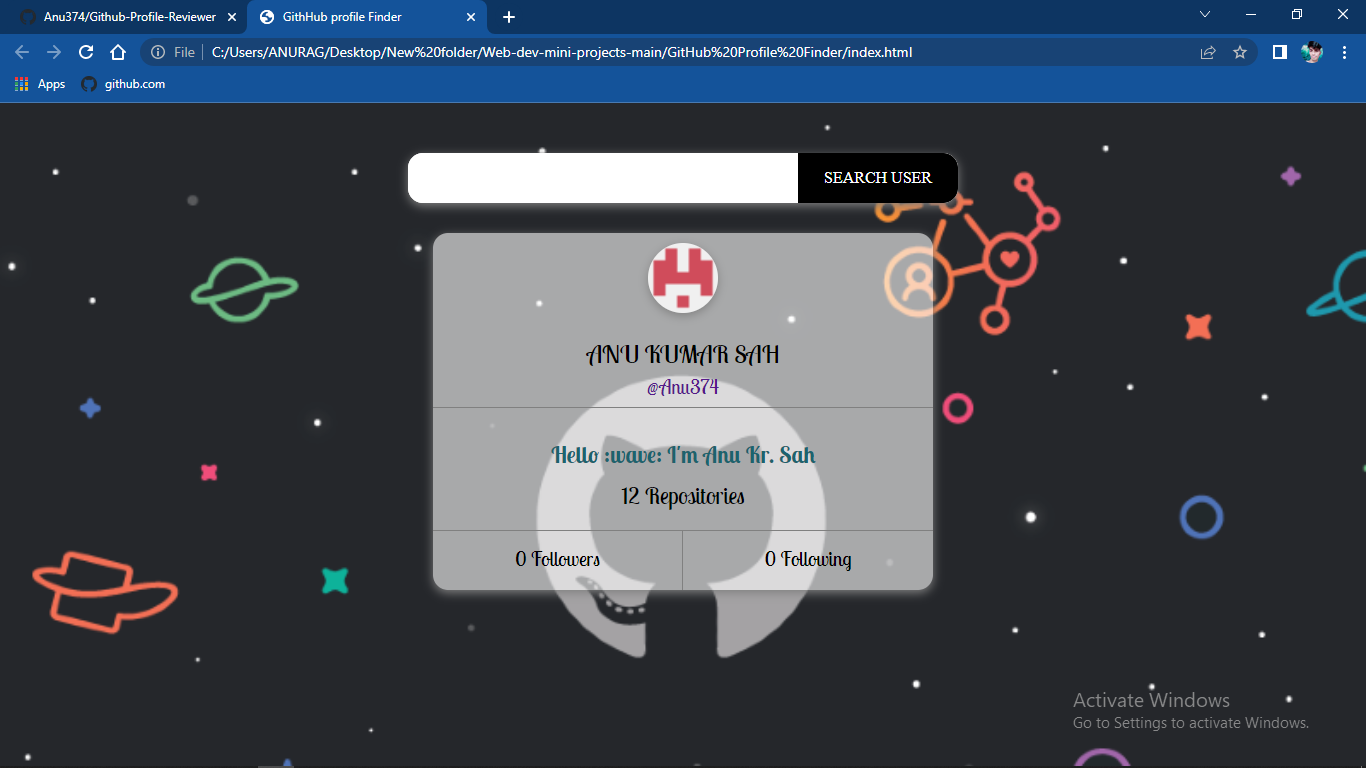 Anu374/Github-Profile-Reviewer
GithHub profile Finder
File
C:/Users/ANURAG/Desktop/New%20folder/Web-dev-mini-projects-main/GitHub%20Profile%20Finder/index.html
Apps
github.com
SEARCH USER
ANU KUMAR SAH
@Anu374
Hello :wave: I'm Anu Kr. Sah
12 Repositories
0 Followers
0 Following
Activate Windows
Go to Settings to activate Windows.